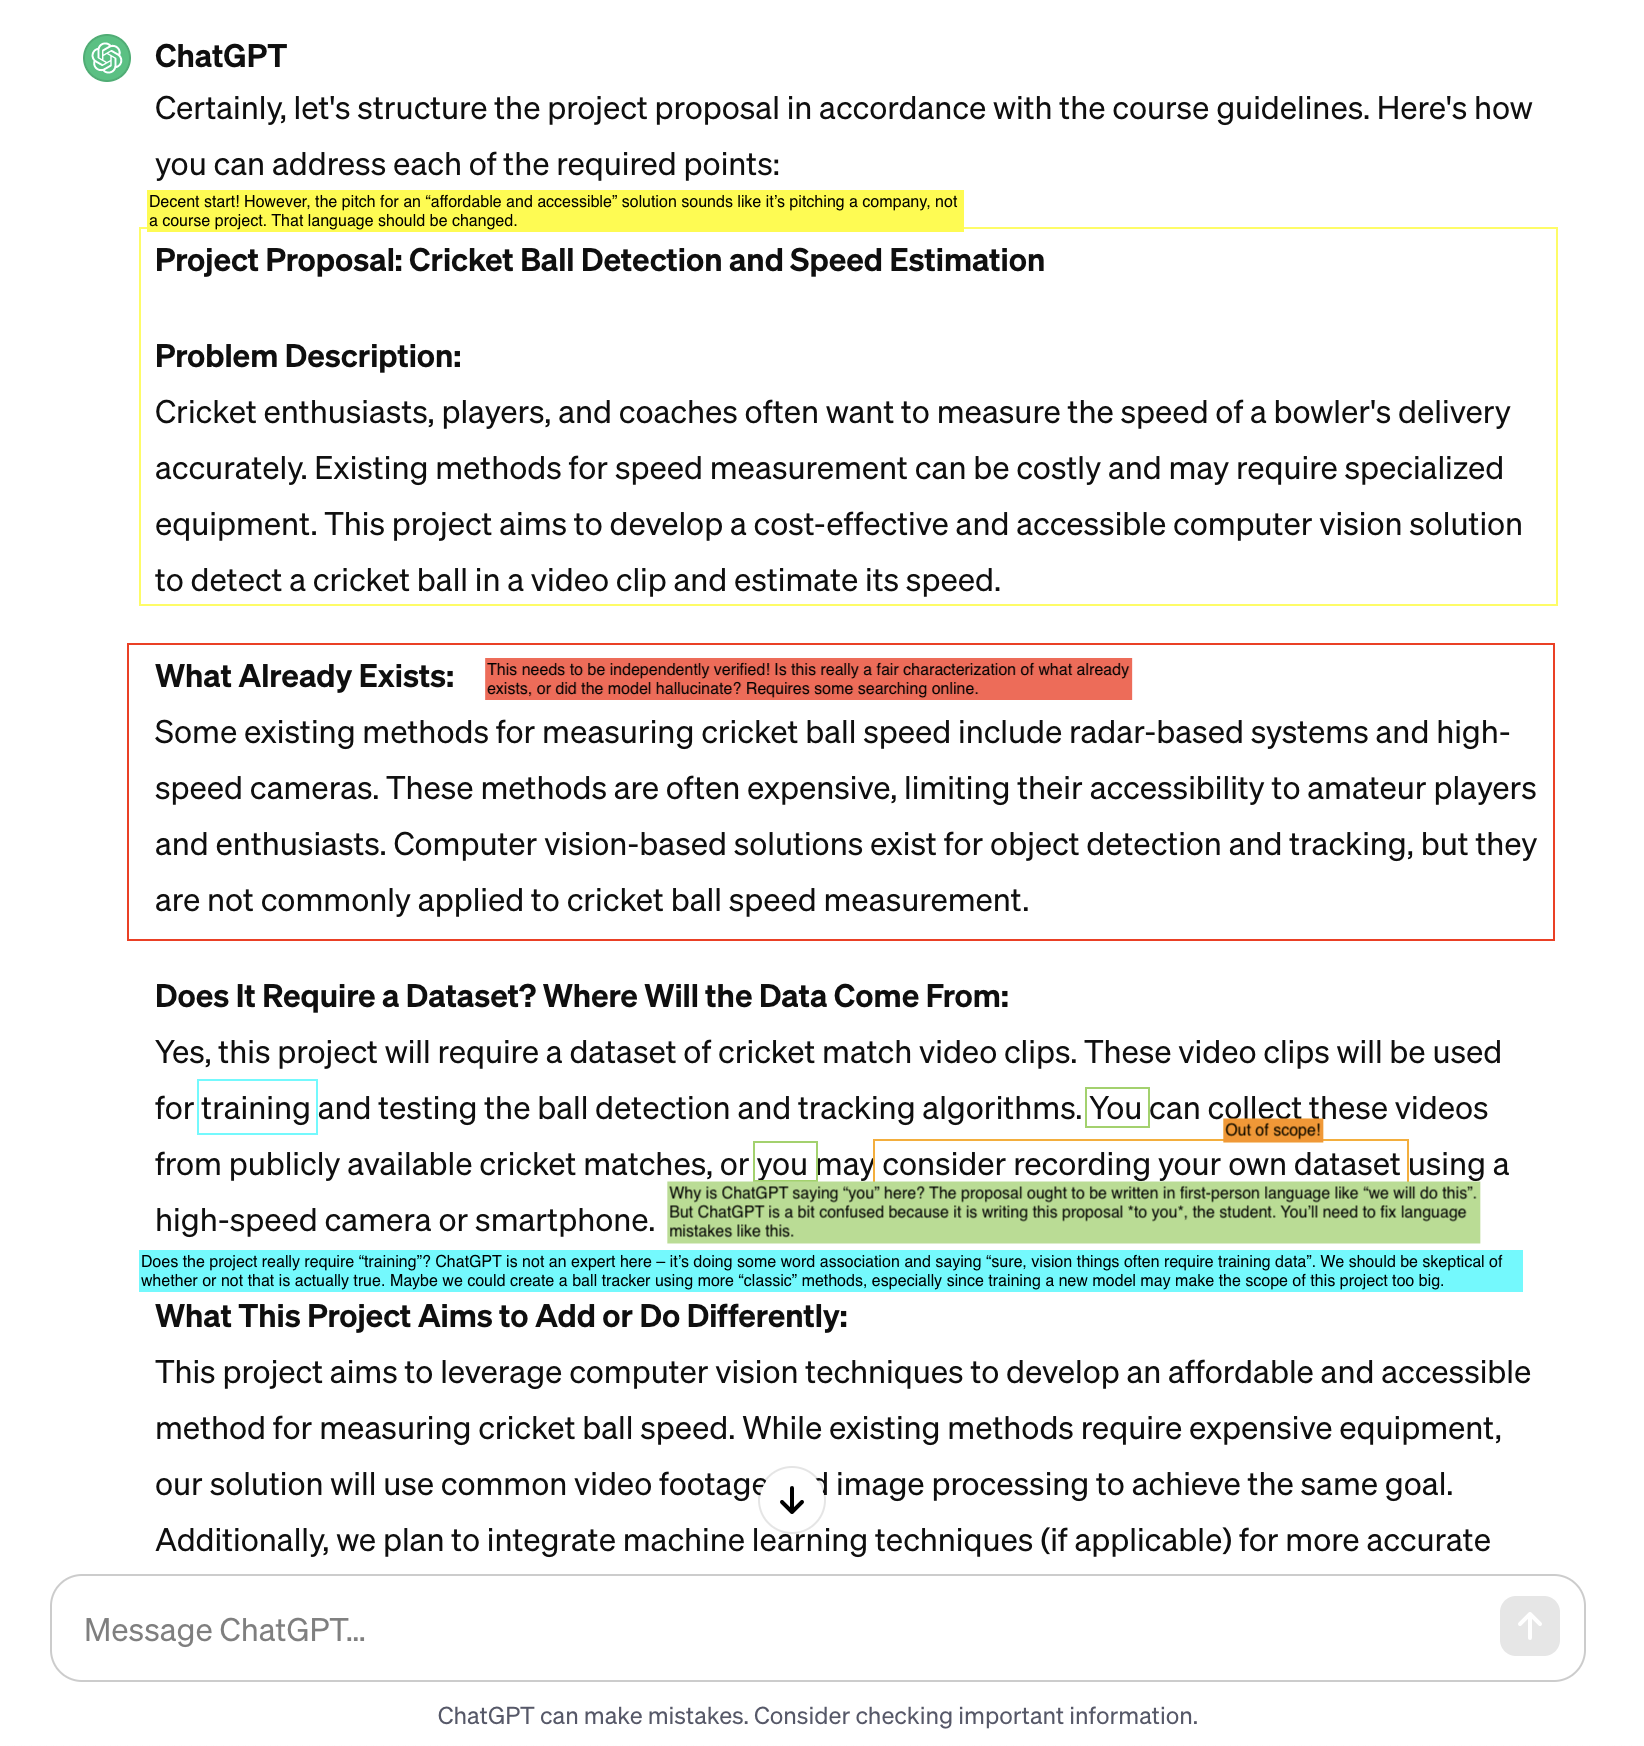 ChatGPT
Certainly, let's structure the project proposal in accordance with the course guidelines. Here's how
you can address each of the required points:
Decent start! However, the pitch for an “affordable and accessible” solution sounds like it’s pitching a company, not
a course project. That language should be changed.
Project Proposal: Cricket Ball Detection and Speed Estimation
Problem Description:
Cricket enthusiasts, players, and coaches often want to measure the speed of a bowler's delivery
accurately. Existing methods for speed measurement can be costly and may require specialized
equipment. This project aims to develop a cost-effective and accessible computer vision solution
to detect a cricket ball in a video clip and estimate its speed.
What Already Exists:
This needs to be independently verified! Is this really a fair characterization of what already
exists, or did the model hallucinate? Requires some searching online.
Some existing methods for measuring cricket ball speed include radar-based systems and high-
speed cameras. These methods are often expensive, limiting their accessibility to amateur players
and enthusiasts. Computer vision-based solutions exist for object detection and tracking, but they
are not commonly applied to cricket ball speed measurement.
Does It Require a Dataset? Where Will the Data Come From:
Yes, this project will require a dataset of cricket match video clips. These video clips will be used
for training and testing the ball detection and tracking algorithms. You can collect these videos
Out of scope!
from publicly available cricket matches, or you may consider recording your own dataset using a
high-speed camera or smartphone.
Why is ChatGPT saying “you” here? The proposal ought to be written in first-person language like “we will do this”.
But ChatGPT is a bit confused because it is writing this proposal *to you*, the student. You’ll need to fix language
mistakes like this.
Does the project really require “training”? ChatGPT is not an expert here – it’s doing some word association and saying “sure, vision things often require training data”. We should be skeptical of
whether or not that is actually true. Maybe we could create a ball tracker using more “classic” methods, especially since training a new model may make the scope of this project too big.
What This Project Aims to Add or Do Differently:
This project aims to leverage computer vision techniques to develop an affordable and accessible
method for measuring cricket ball speed. While existing methods require expensive equipment,
our solution will use common video footage image processing to achieve the same goal.
Additionally, we plan to integrate machine learning techniques (if applicable) for more accurate
Message ChatGPT...
ChatGPT can make mistakes. Consider checking important information.